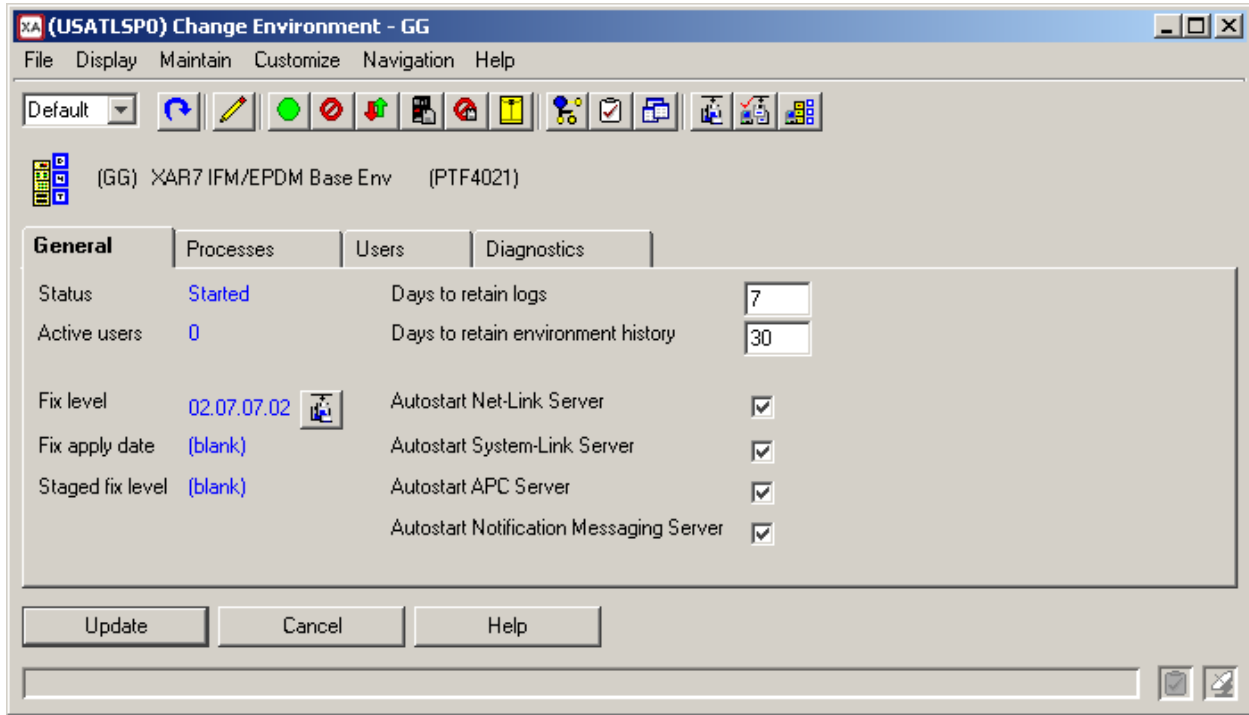 XA (USATLSP0) Change Environment - GG
File Display Maintain Customize Navigation Help
Default
(GG) XAR7 IFM/EPDM Base Env (PTF4021)
General Processes Users Diagnostics
Status Started Days to retain logs 7
Active users 0 Days to retain environment history 30
Fix level 02.07.07.02 Autostart Net-Link Server
Fix apply date (blank) Autostart System-Link Server
Staged fix level (blank) Autostart APC Server
Autostart Notification Messaging Server
Update Cancel Help